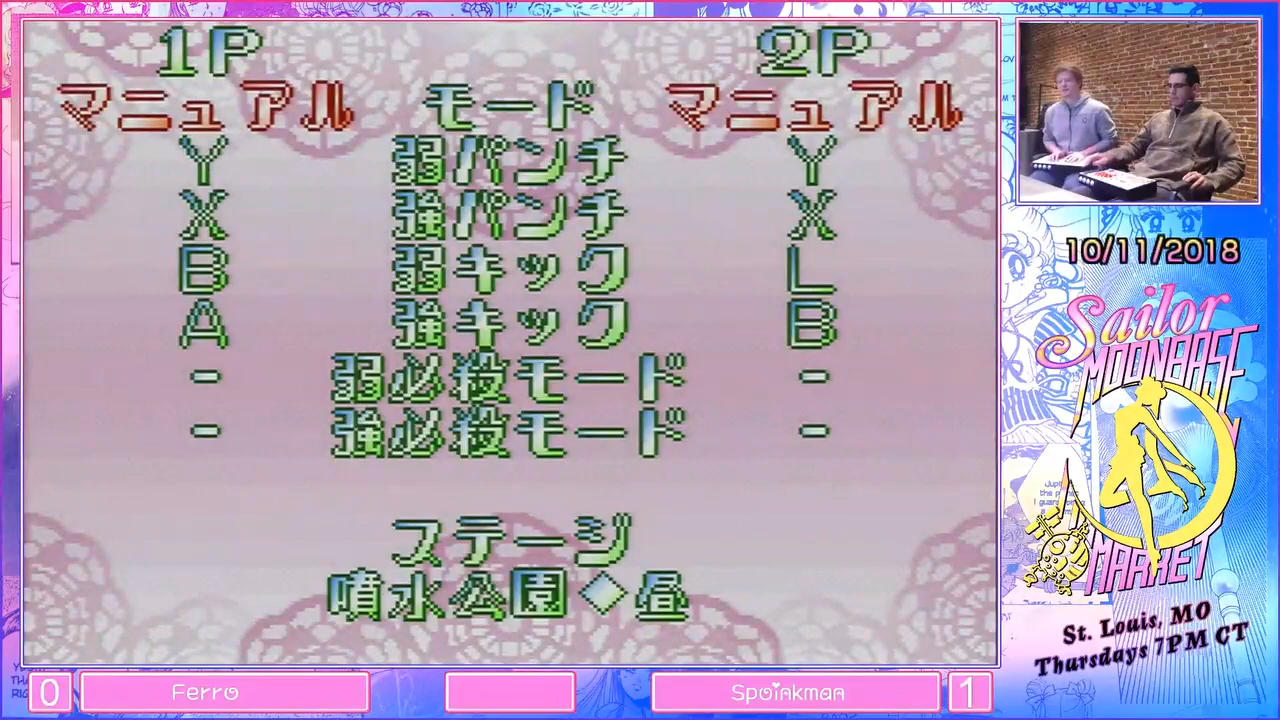 1P 2P
マニュアル モード マニュアル
Y 弱パンチ Y
X 強パンチ X
B 弱キック L
A 強キック B
- 弱必殺モード -
- 強必殺モード -
ステージ
噴水公園◆昼
10/11/2018
Sailor
MOONBASE
MARKET
St. Louis, MO
Thursdays 7PM CT
0 Ferro Spoinkman 1